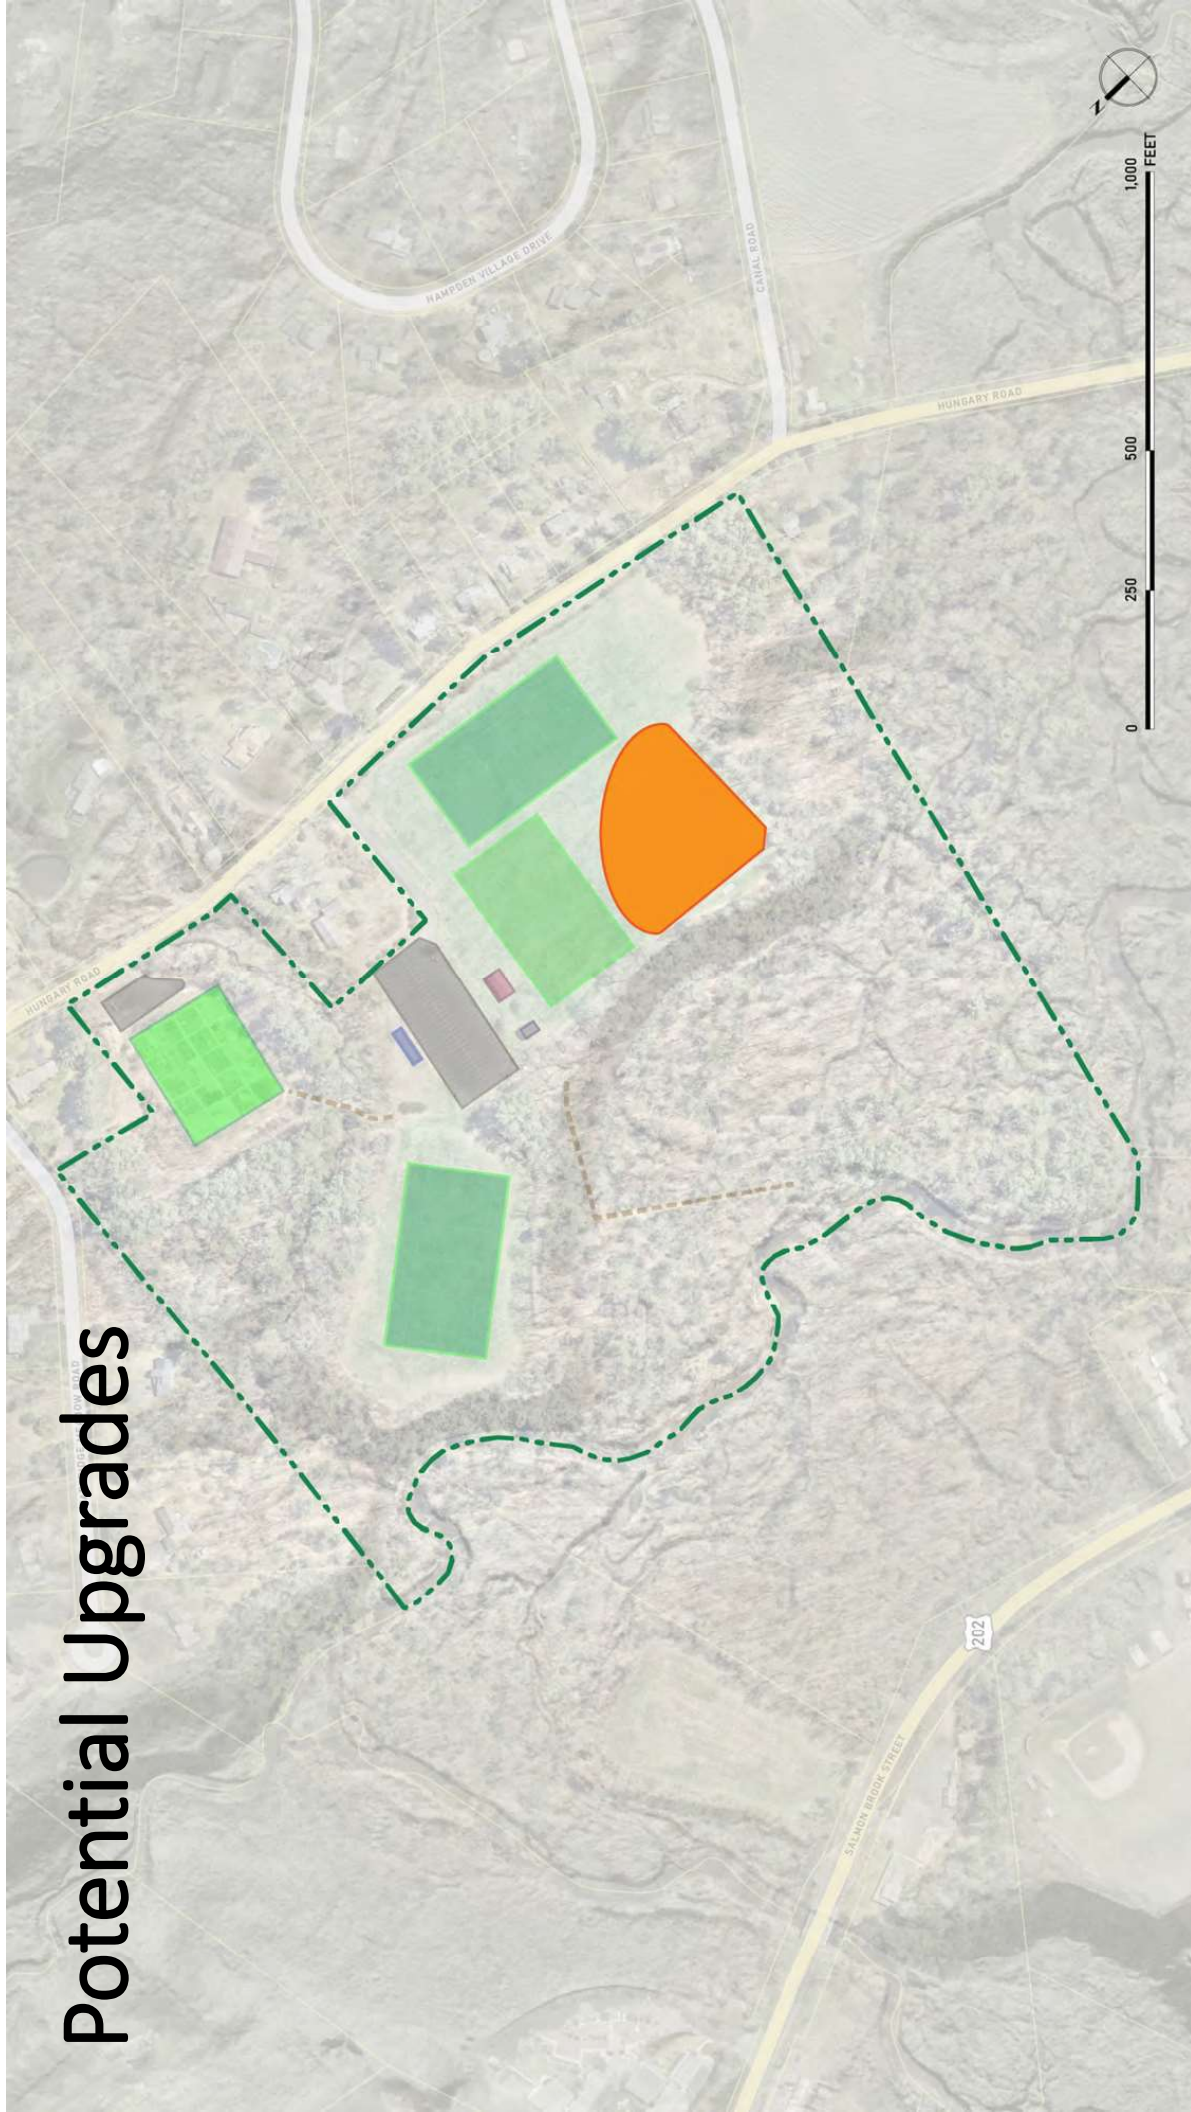 Potential Upgrades
HUNGARY ROAD
HAMPDEN VILLAGE DRIVE
CANAL ROAD
HUNGARY ROAD
202
SALMON BROOK STREET
N
0
250
500
1,000
FEET